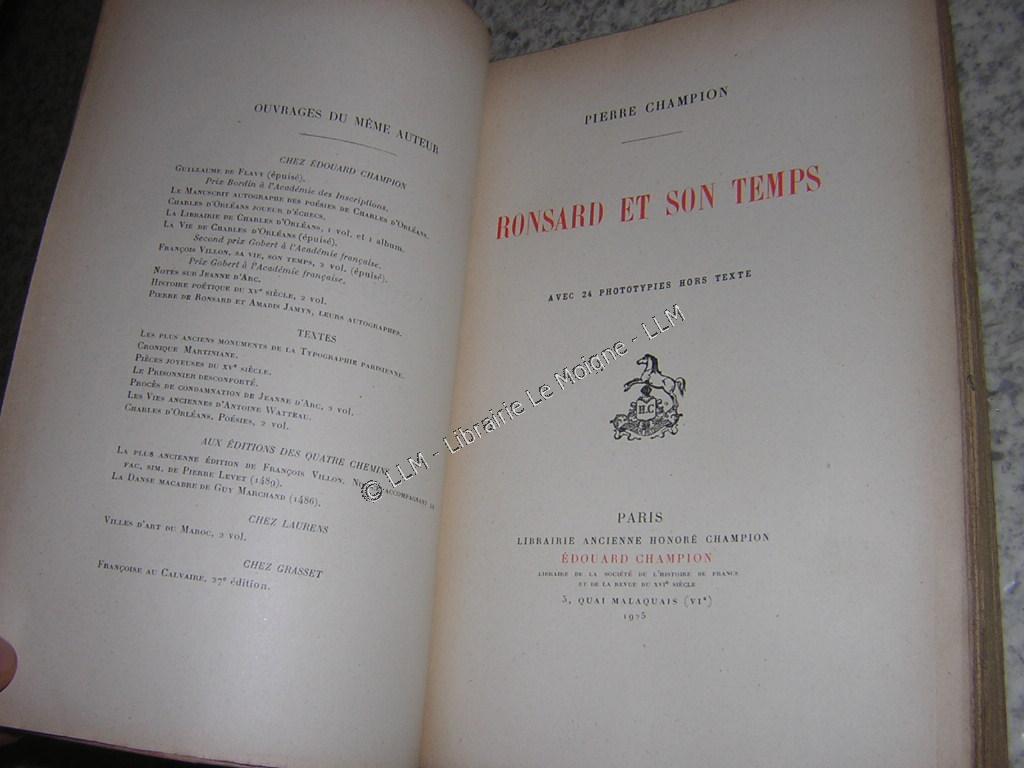 OUVRAGES DU MÊME AUTEUR
CHEZ ÉDOUARD CHAMPION
GUILLAUME DE FLAVY (épuisé).
Prix Bordin à l'Académie des Inscriptions.
LE MANUSCRIT AUTOGRAPHE DES POÉSIES DE CHARLES D'ORLÉANS.
CHARLES D'ORLÉANS JOUEUR D'ÉCHECS.
LA LIBRAIRIE DE CHARLES D'ORLÉANS, 1 vol. et 1 album.
LA VIE DE CHARLES D'ORLÉANS (épuisé).
Second prix Gobert à l'Académie française.
FRANÇOIS VILLON, SA VIE, SON TEMPS, 2 vol. (épuisé).
Prix Gobert à l'Académie française.
NOTES SUR JEANNE D'ARC.
HISTOIRE POÉTIQUE DU XVe SIÈCLE, 2 vol.
PIERRE DE RONSARD ET AMADIS JAMYN, LEURS AUTOGRAPHES.
TEXTES
LES PLUS ANCIENS MONUMENTS DE LA TYPOGRAPHIE PARISIENNE.
CRONIQUE MARTINIANE.
PIÈCES JOYEUSES DU XVe SIÈCLE.
LE PRISONNIER DESCONFORTÉ.
PROCÈS DE CONDAMNATION DE JEANNE D'ARC, 2 vol.
LES VIES ANCIENNES D'ANTOINE WATTEAU.
CHARLES D'ORLÉANS, POÉSIES, 2 vol.
AUX ÉDITIONS DES QUATRE CHEMINS
LA PLUS ANCIENNE ÉDITION DE FRANÇOIS VILLON. ACCOMPAGNANT LE
FAC. SIM. DE PIERRE LEVET (1489).
LA DANSE MACABRE DE GUY MARCHAND (1486).
CHEZ LAURENS
VILLES D'ART DU MAROC, 2 vol.
CHEZ GRASSET
FRANÇOISE AU CALVAIRE, 27e édition.
PIERRE CHAMPION
RONSARD ET SON TEMPS
AVEC 24 PHOTOTYPIES HORS TEXTE
H.C
PARIS
LIBRAIRIE ANCIENNE HONORÉ CHAMPION
ÉDOUARD CHAMPION
LIBRAIRE DE LA SOCIÉTÉ DE L'HISTOIRE DE FRANCE
ET DE LA REVUE DU XVIe SIÈCLE
5, QUAI MALAQUAIS (VIe)
1925
© LLM - Librairie Le Moigne - LLM